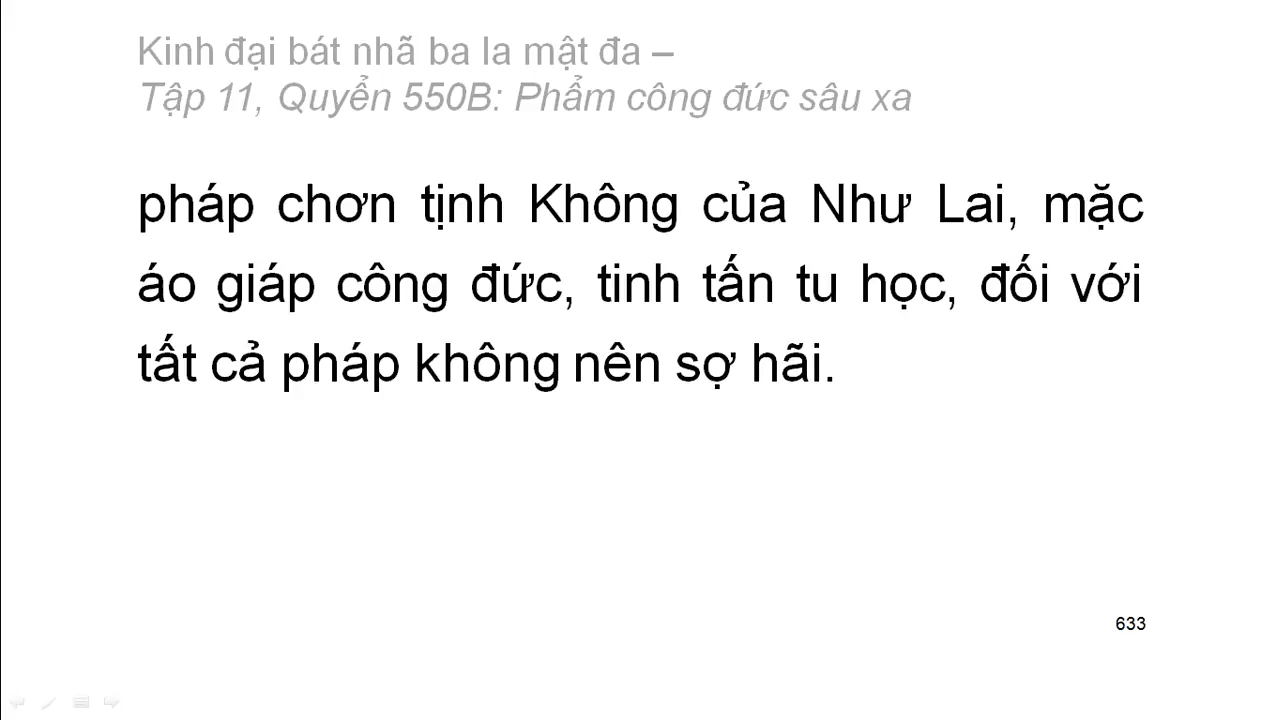 Kinh đại bát nhã ba la mật đa –
Tập 11, Quyển 550B: Phẩm công đức sâu xa
pháp chơn tịnh Không của Như Lai, mặc
áo giáp công đức, tinh tấn tu học, đối với
tất cả pháp không nên sợ hãi.
633